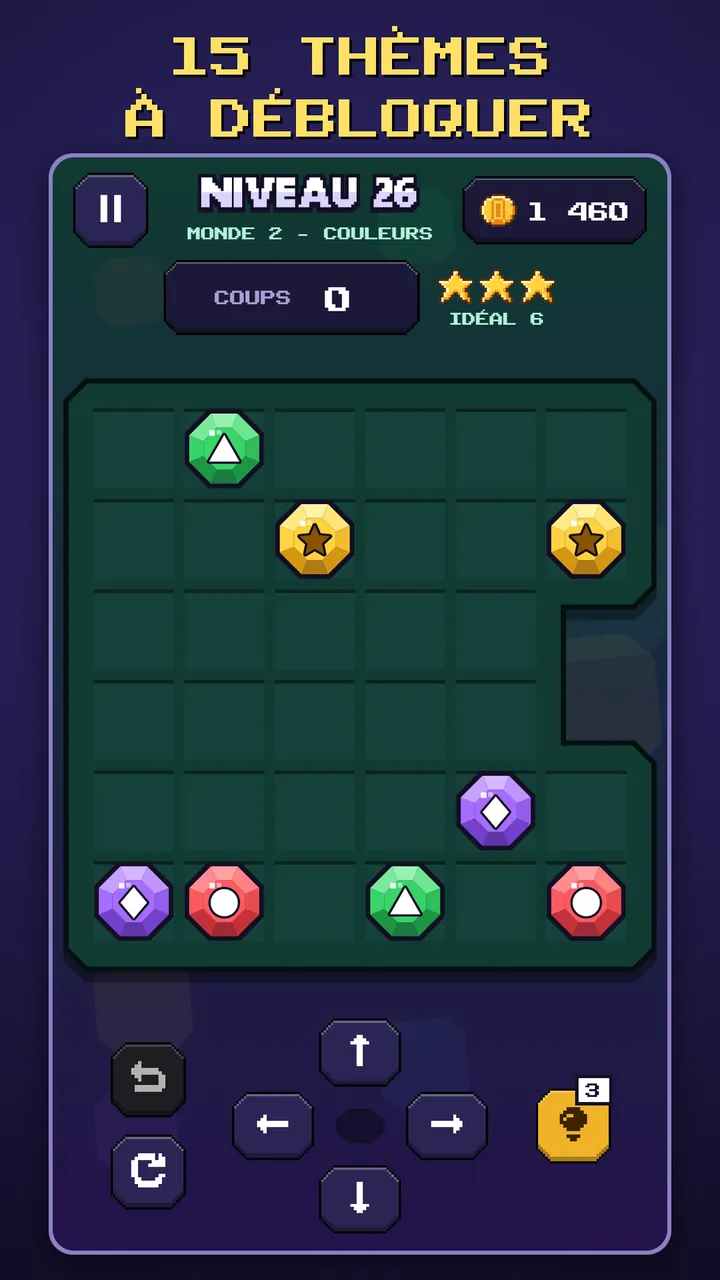 15 THÈMES
À DÉBLOQUER
NIVEAU 26
MONDE 2 - COULEURS
1 460
COUPS 0
IDÉAL 6
3